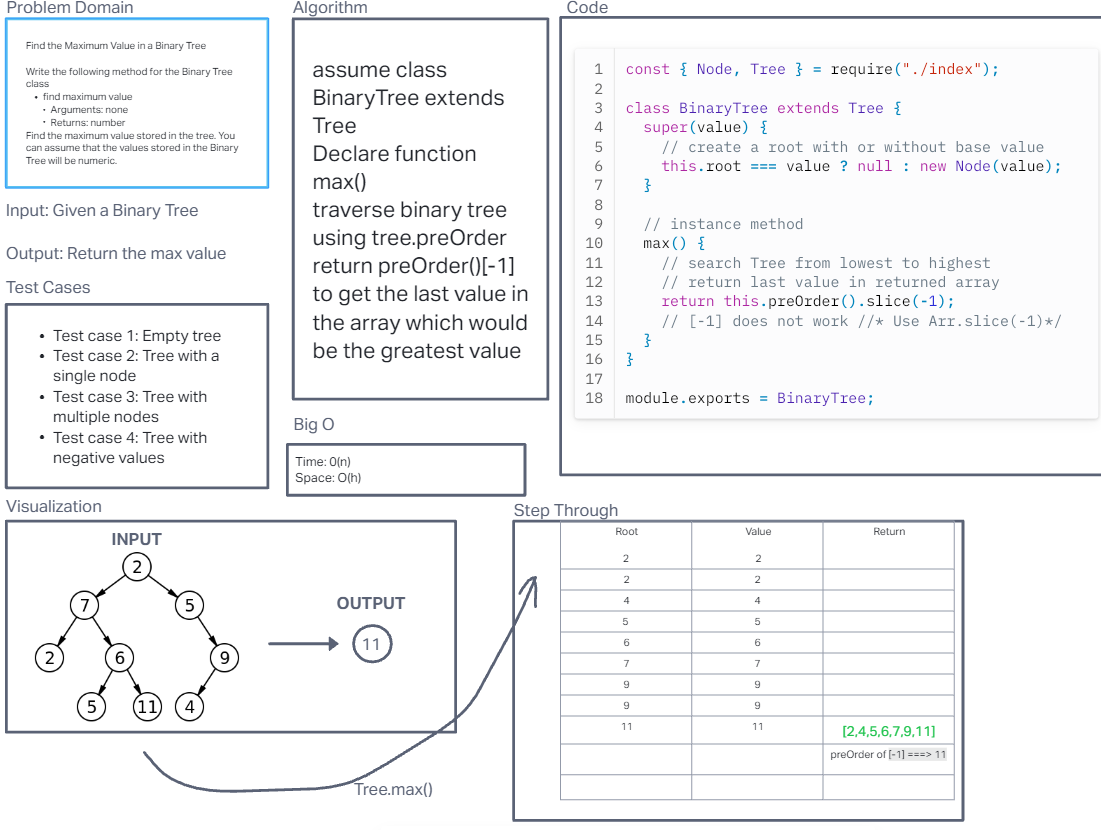 Problem Domain
Find the Maximum Value in a Binary Tree
Write the following method for the Binary Tree
class
• find maximum value
• Arguments: none
• Returns: number
Find the maximum value stored in the tree. You
can assume that the values stored in the Binary
Tree will be numeric.
Input: Given a Binary Tree
Output: Return the max value
Test Cases
• Test case 1: Empty tree
• Test case 2: Tree with a
single node
• Test case 3: Tree with
multiple nodes
• Test case 4: Tree with
negative values
Algorithm
assume class
BinaryTree extends
Tree
Declare function
max()
traverse binary tree
using tree.preOrder
return preOrder()[-1]
to get the last value in
the array which would
be the greatest value
Big O
Time: 0(n)
Space: O(h)
Code
1 const { Node, Tree } = require("./index");
2
3 class BinaryTree extends Tree {
4 super(value) {
5 // create a root with or without base value
6 this.root === value ? null : new Node(value);
7 }
8
9 // instance method
10 max() {
11 // search Tree from lowest to highest
12 // return last value in returned array
13 return this.preOrder().slice(-1);
14 // [-1] does not work //* Use Arr.slice(-1)*/
15 }
16 }
17
18 module.exports = BinaryTree;
Visualization
INPUT
2
7 5
2 6 9
5 11 4
OUTPUT
11
Tree.max()
Step Through
Root Value Return
2 2
2 2
4 4
5 5
6 6
7 7
9 9
9 9
11 11 [2,4,5,6,7,9,11]
preOrder of [-1] ===> 11